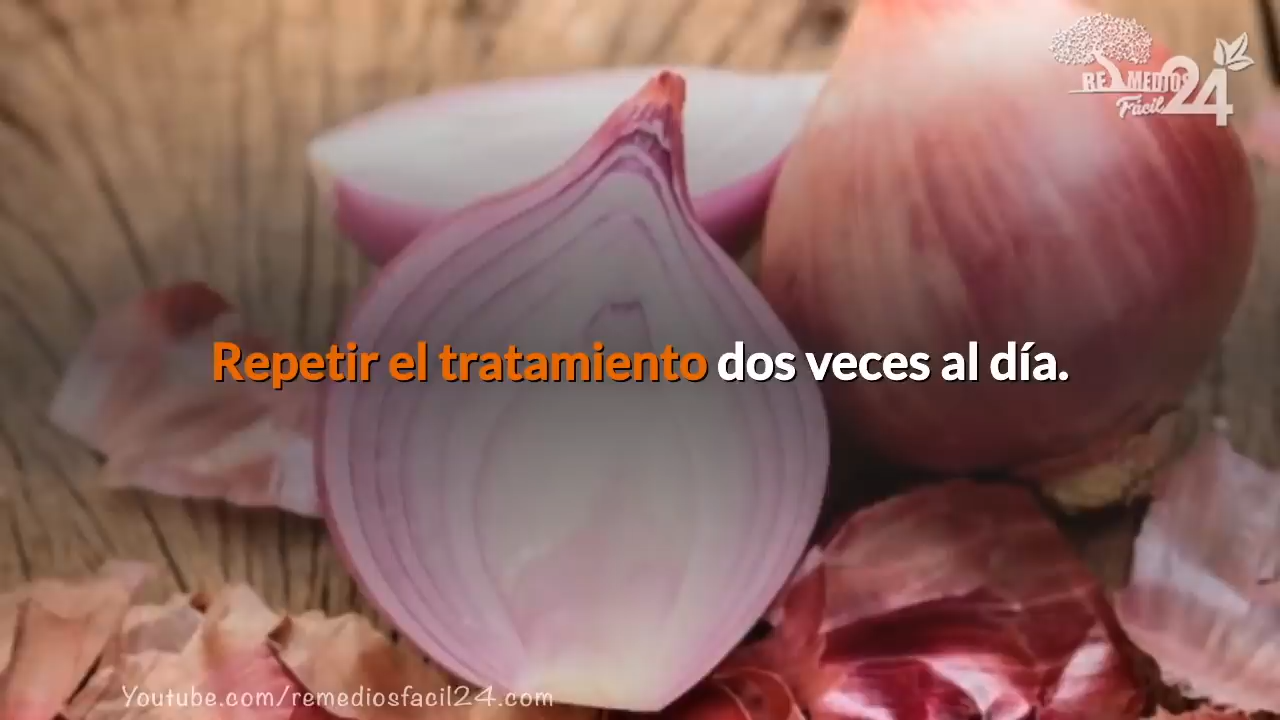 REMEDIOS
Fácil 24
Repetir el tratamiento dos veces al día.
Youtube.com/remediosfacil24.com